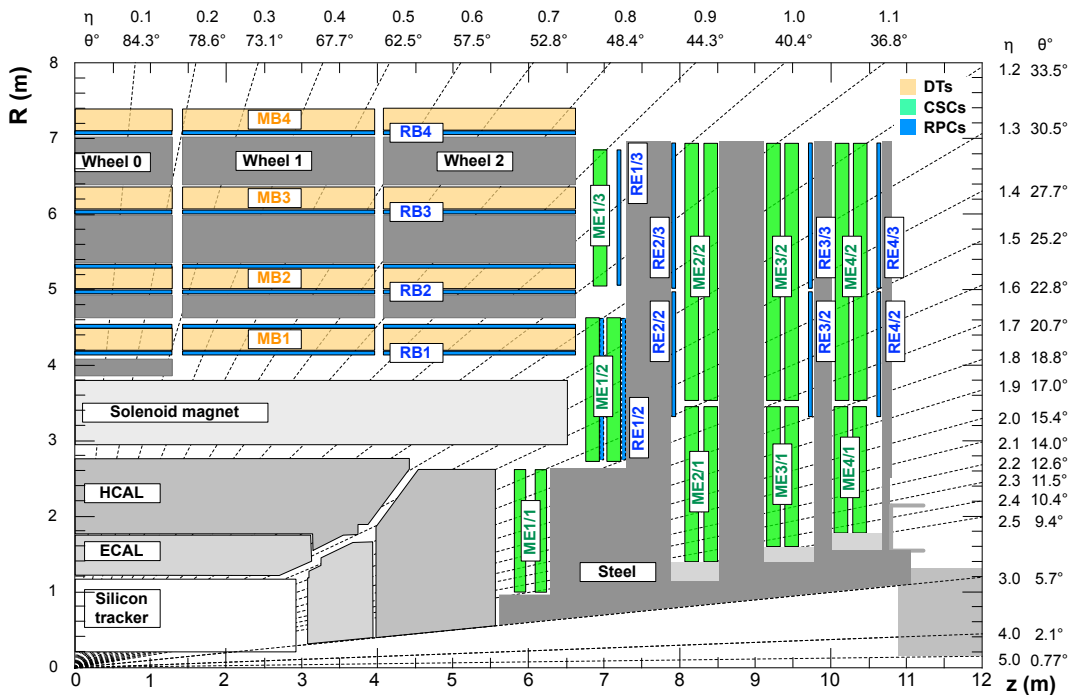 η 0.1 0.2 0.3 0.4 0.5 0.6 0.7 0.8 0.9 1.0 1.1
θ° 84.3° 78.6° 73.1° 67.7° 62.5° 57.5° 52.8° 48.4° 44.3° 40.4° 36.8°
η θ°
R (m)
8
7
6
5
4
3
2
1
0
1.2 33.5°
1.3 30.5°
1.4 27.7°
1.5 25.2°
1.6 22.8°
1.7 20.7°
1.8 18.8°
1.9 17.0°
2.0 15.4°
2.1 14.0°
2.2 12.6°
2.3 11.5°
2.4 10.4°
2.5 9.4°
3.0 5.7°
4.0 2.1°
5.0 0.77°
DTs
CSCs
RPCs
MB4
RB4
Wheel 0
Wheel 1
Wheel 2
MB3
RB3
MB2
RB2
MB1
RB1
Solenoid magnet
HCAL
ECAL
Silicon
tracker
Steel
ME1/3
RE1/3
ME1/2
RE1/2
ME1/1
RE2/3
RE2/2
ME2/2
ME2/1
ME3/2
ME3/1
RE3/3
RE3/2
ME4/2
ME4/1
RE4/3
RE4/2
0 1 2 3 4 5 6 7 8 9 10 11 12
z (m)